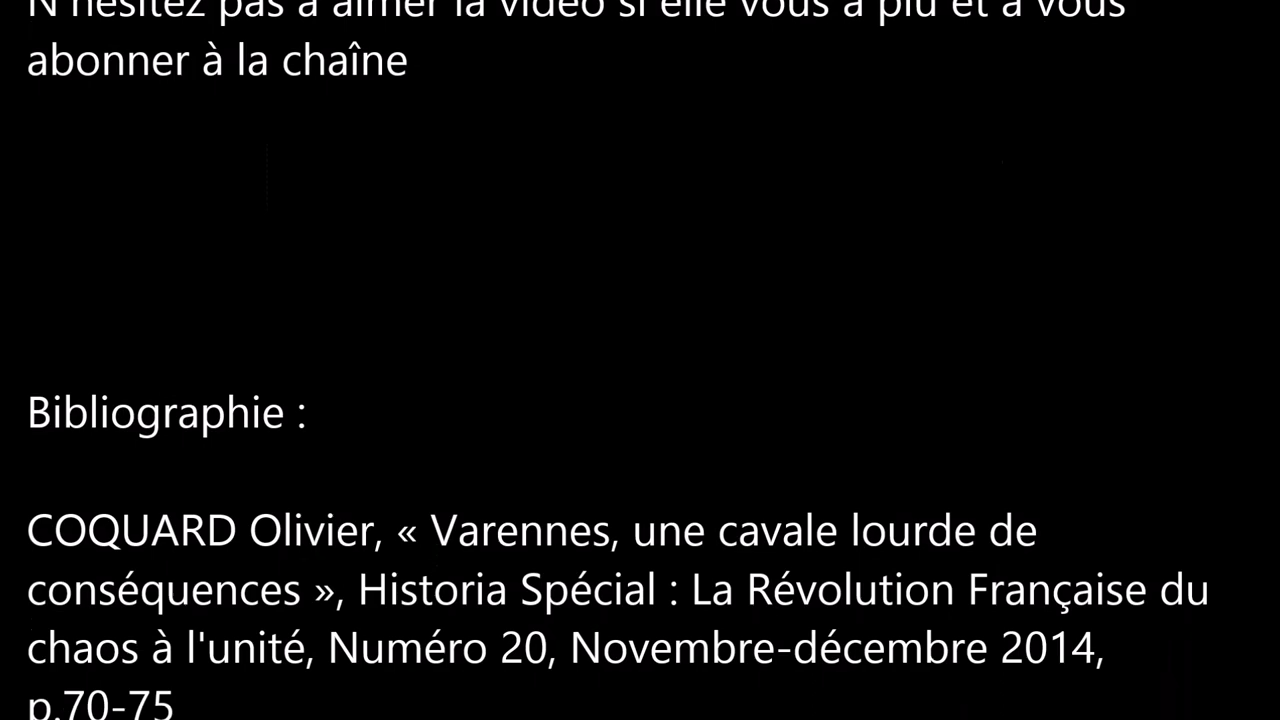 N'hésitez pas à aimer la vidéo si elle vous a plu et à vous
abonner à la chaîne
Bibliographie :
COQUARD Olivier, « Varennes, une cavale lourde de
conséquences », Historia Spécial : La Révolution Française du
chaos à l'unité, Numéro 20, Novembre-décembre 2014,
p.70-75